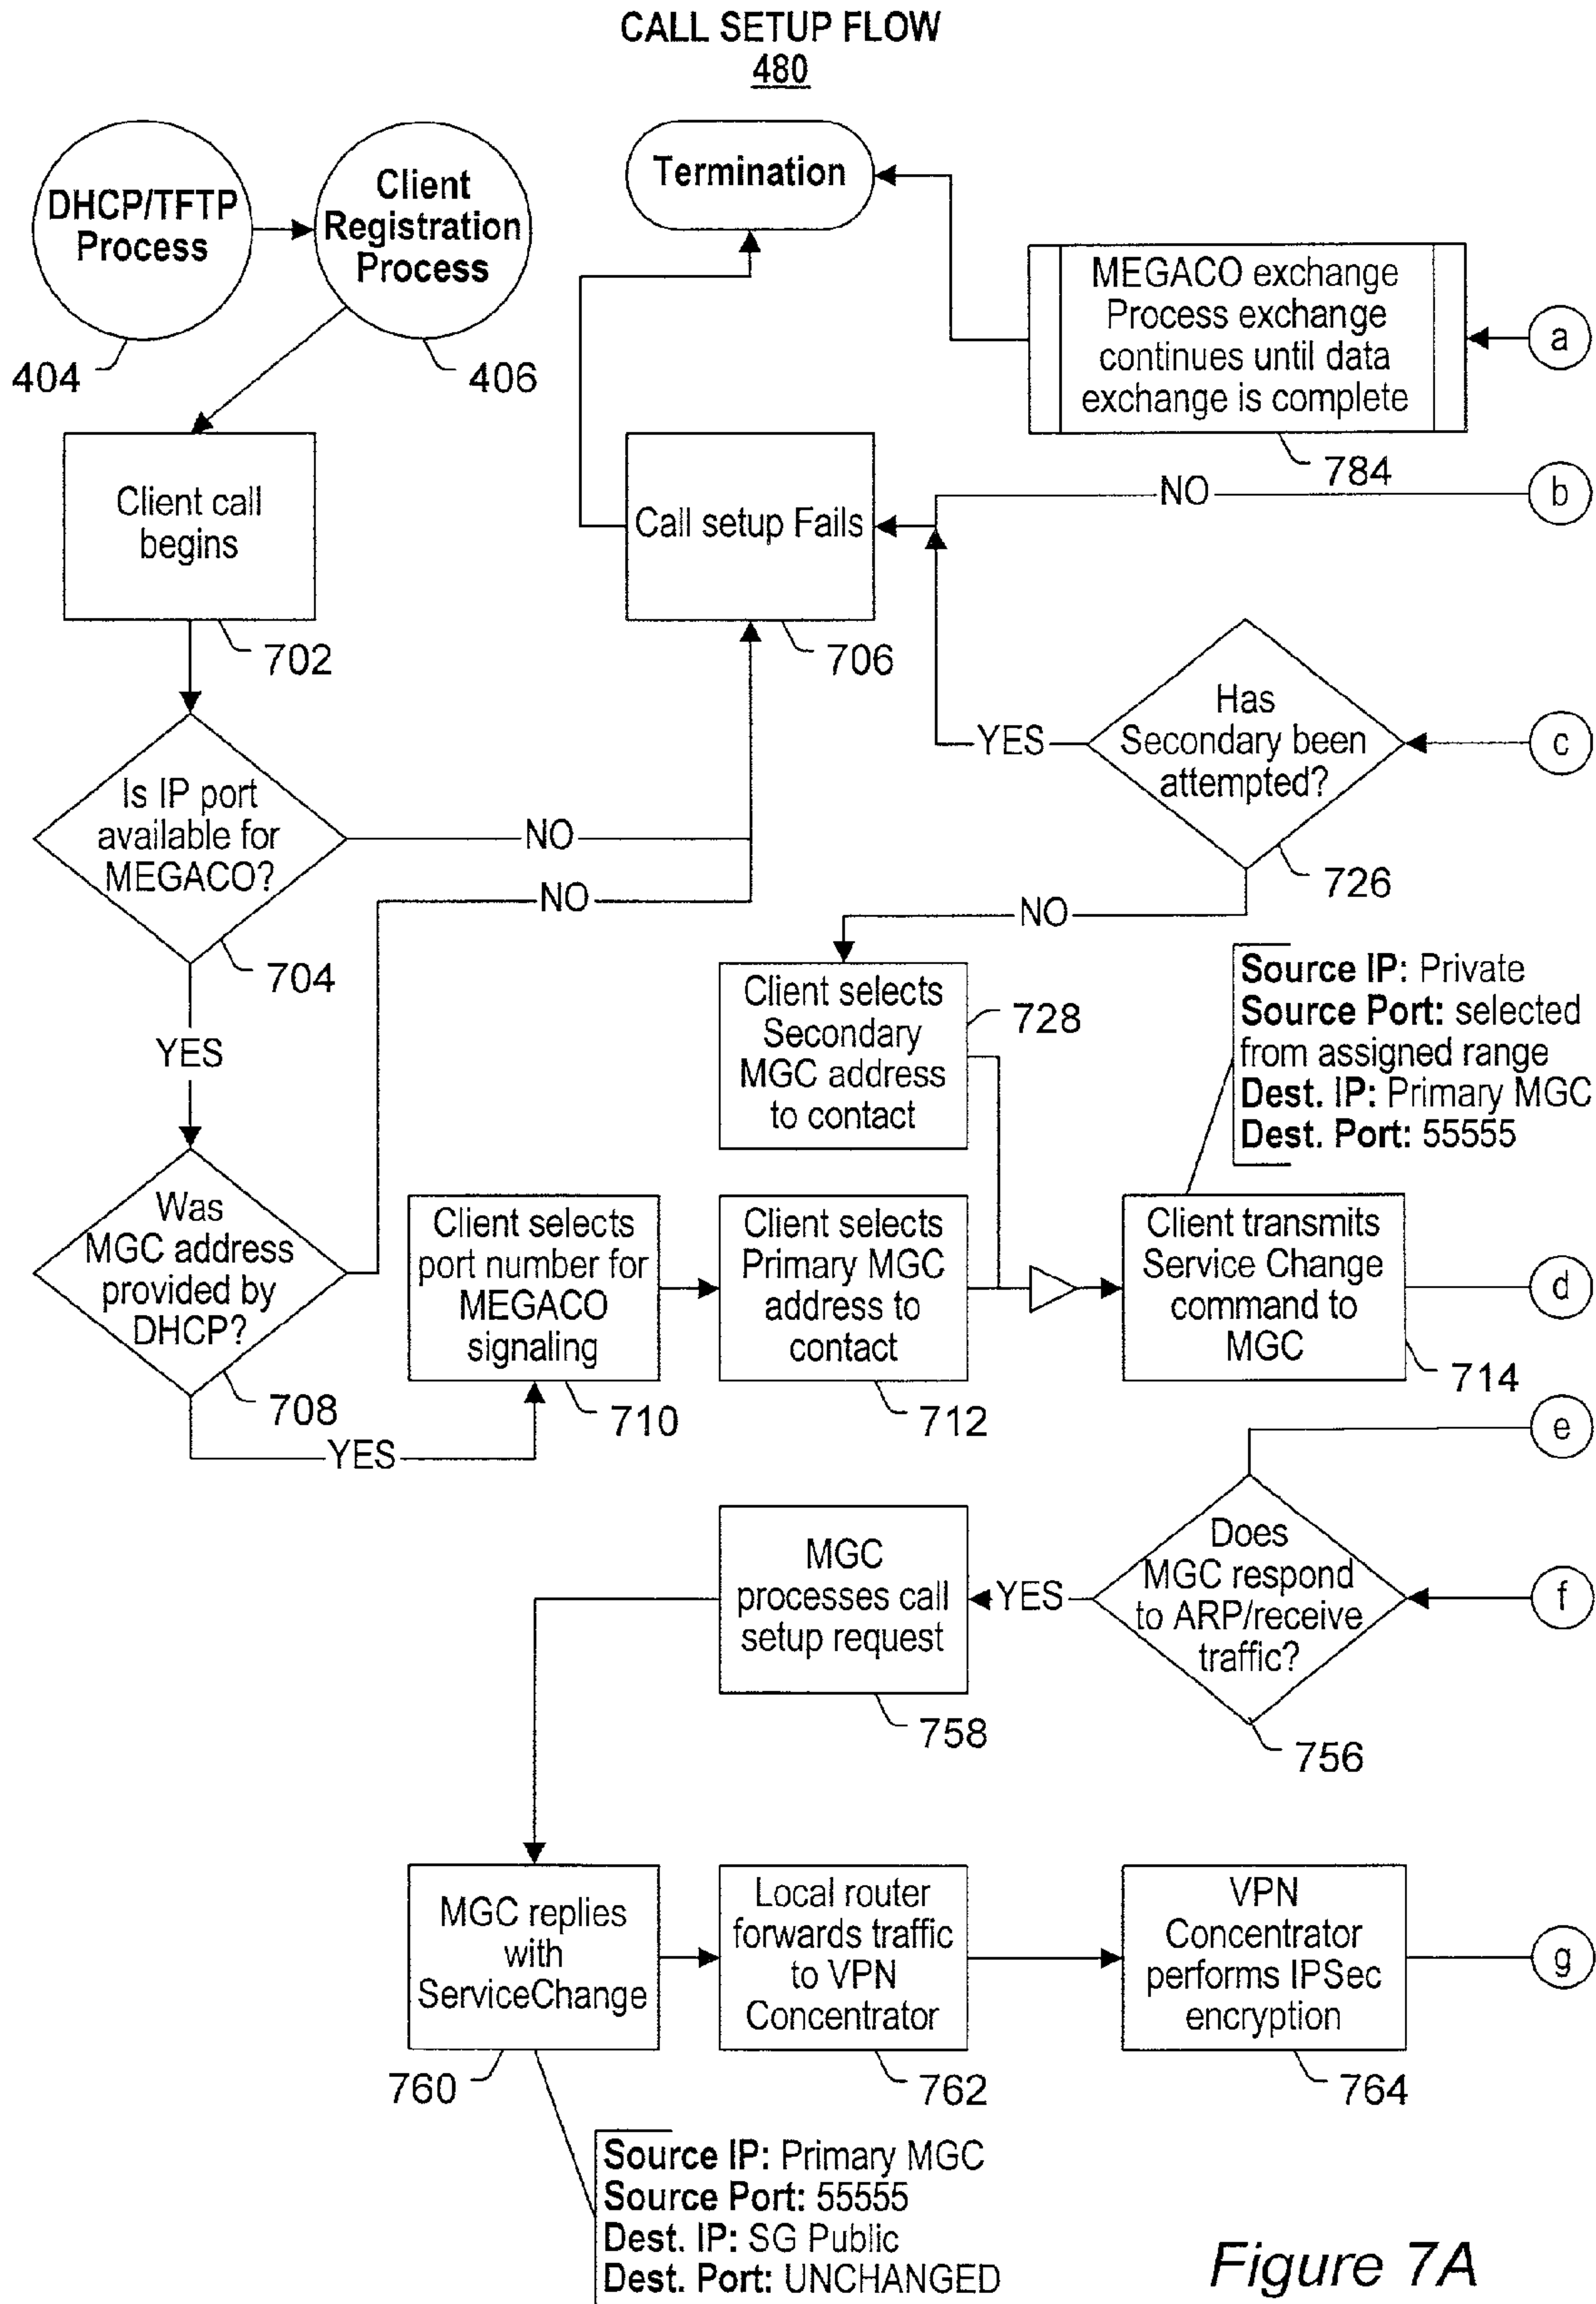 CALL SETUP FLOW
480
DHCP/TFTP
Process
404
Client
Registration
Process
406
Termination
MEGACO exchange
Process exchange
continues until data
exchange is complete
784
a
Client call
begins
702
Call setup Fails
706
NO
b
Has
Secondary been
attempted?
726
YES
c
NO
Is IP port
available for
MEGACO?
704
NO
YES
NO
Client selects
Secondary
MGC address
to contact
728
Source IP: Private
Source Port: selected
from assigned range
Dest. IP: Primary MGC
Dest. Port: 55555
Was
MGC address
provided by
DHCP?
708
YES
Client selects
port number for
MEGACO
signaling
710
Client selects
Primary MGC
address to
contact
712
Client transmits
Service Change
command to
MGC
714
d
e
MGC
processes call
setup request
758
YES
Does
MGC respond
to ARP/receive
traffic?
756
f
MGC replies
with
ServiceChange
760
Local router
forwards traffic
to VPN
Concentrator
762
VPN
Concentrator
performs IPSec
encryption
764
g
Source IP: Primary MGC
Source Port: 55555
Dest. IP: SG Public
Dest. Port: UNCHANGED
Figure 7A